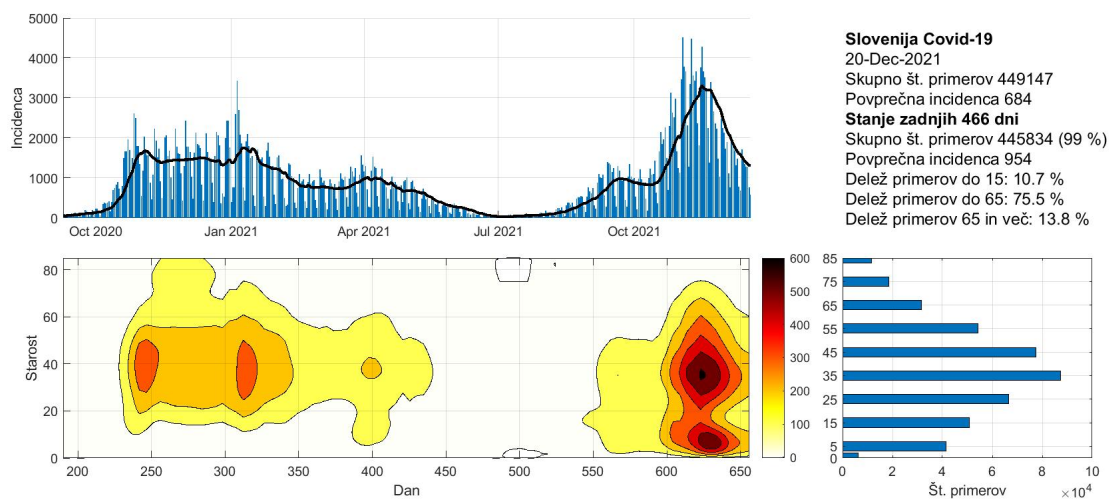 5000
4000
3000
2000
1000
0
Incidenca
Oct 2020
Jan 2021
Apr 2021
Jul 2021
Oct 2021
Slovenija Covid-19
20-Dec-2021
Skupno št. primerov 449147
Povprečna incidenca 684
Stanje zadnjih 466 dni
Skupno št. primerov 445834 (99 %)
Povprečna incidenca 954
Delež primerov do 15: 10.7 %
Delež primerov do 65: 75.5 %
Delež primerov 65 in več: 13.8 %
80
60
40
20
0
Starost
200
250
300
350
400
450
500
550
600
650
Dan
600
500
400
300
200
100
0
85
75
65
55
45
35
25
15
5
0
0
2
4
6
8
10
Št. primerov
×10⁴